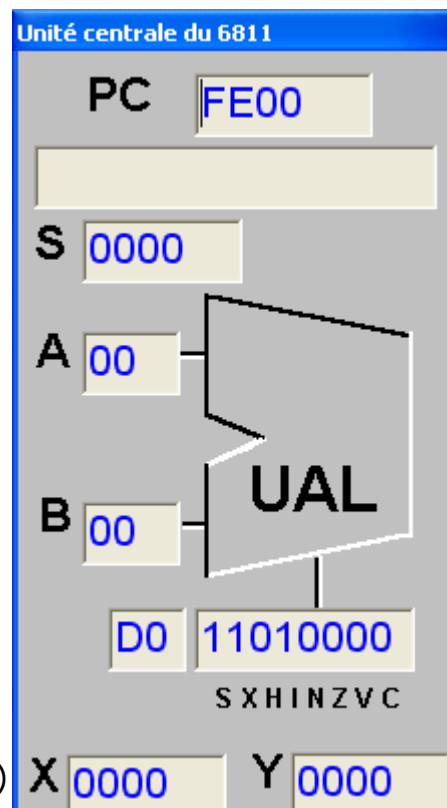 Unité centrale du 6811
PC FE00
S 0000
A 00
UAL
B 00
D0 11010000
SXHINZVC
) X 0000 Y 0000